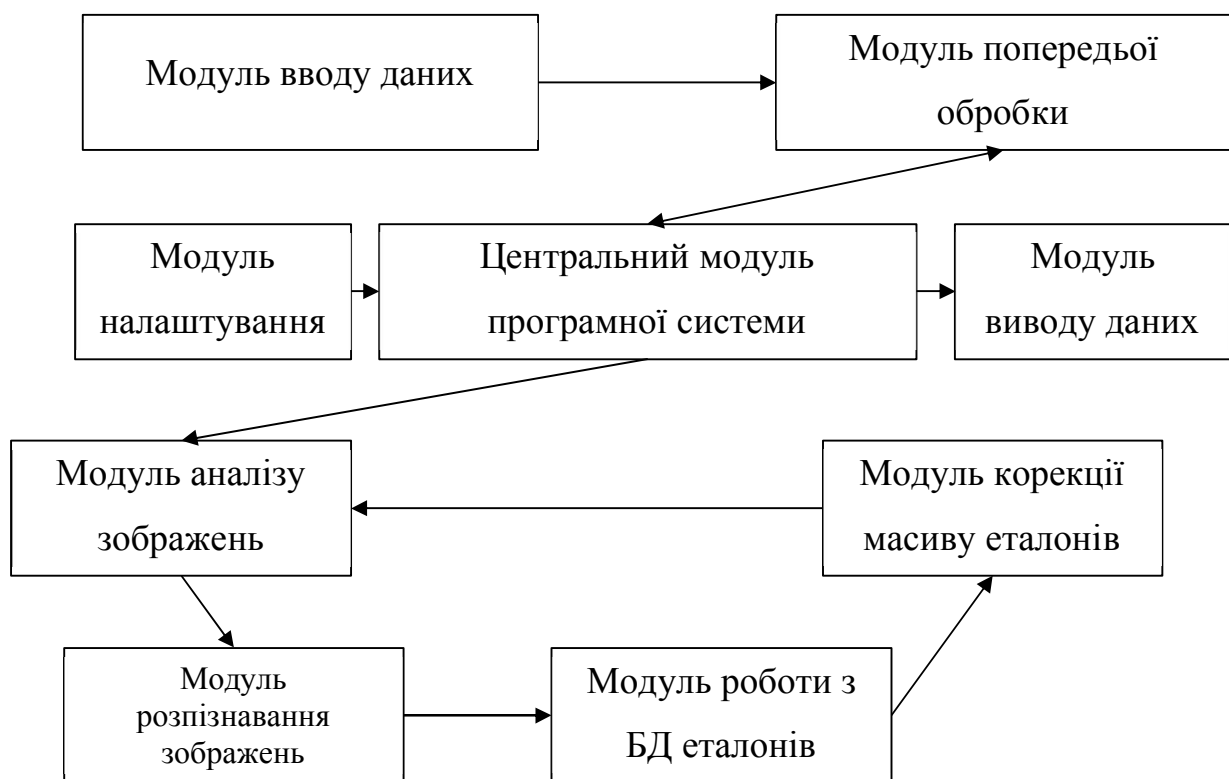 Модуль вводу даних
Модуль попередьої
обробки
Модуль
налаштування
Центральний модуль
програмної системи
Модуль
виводу даних
Модуль аналізу
зображень
Модуль корекції
масиву еталонів
Модуль
розпізнавання
зображень
Модуль роботи з
БД еталонів